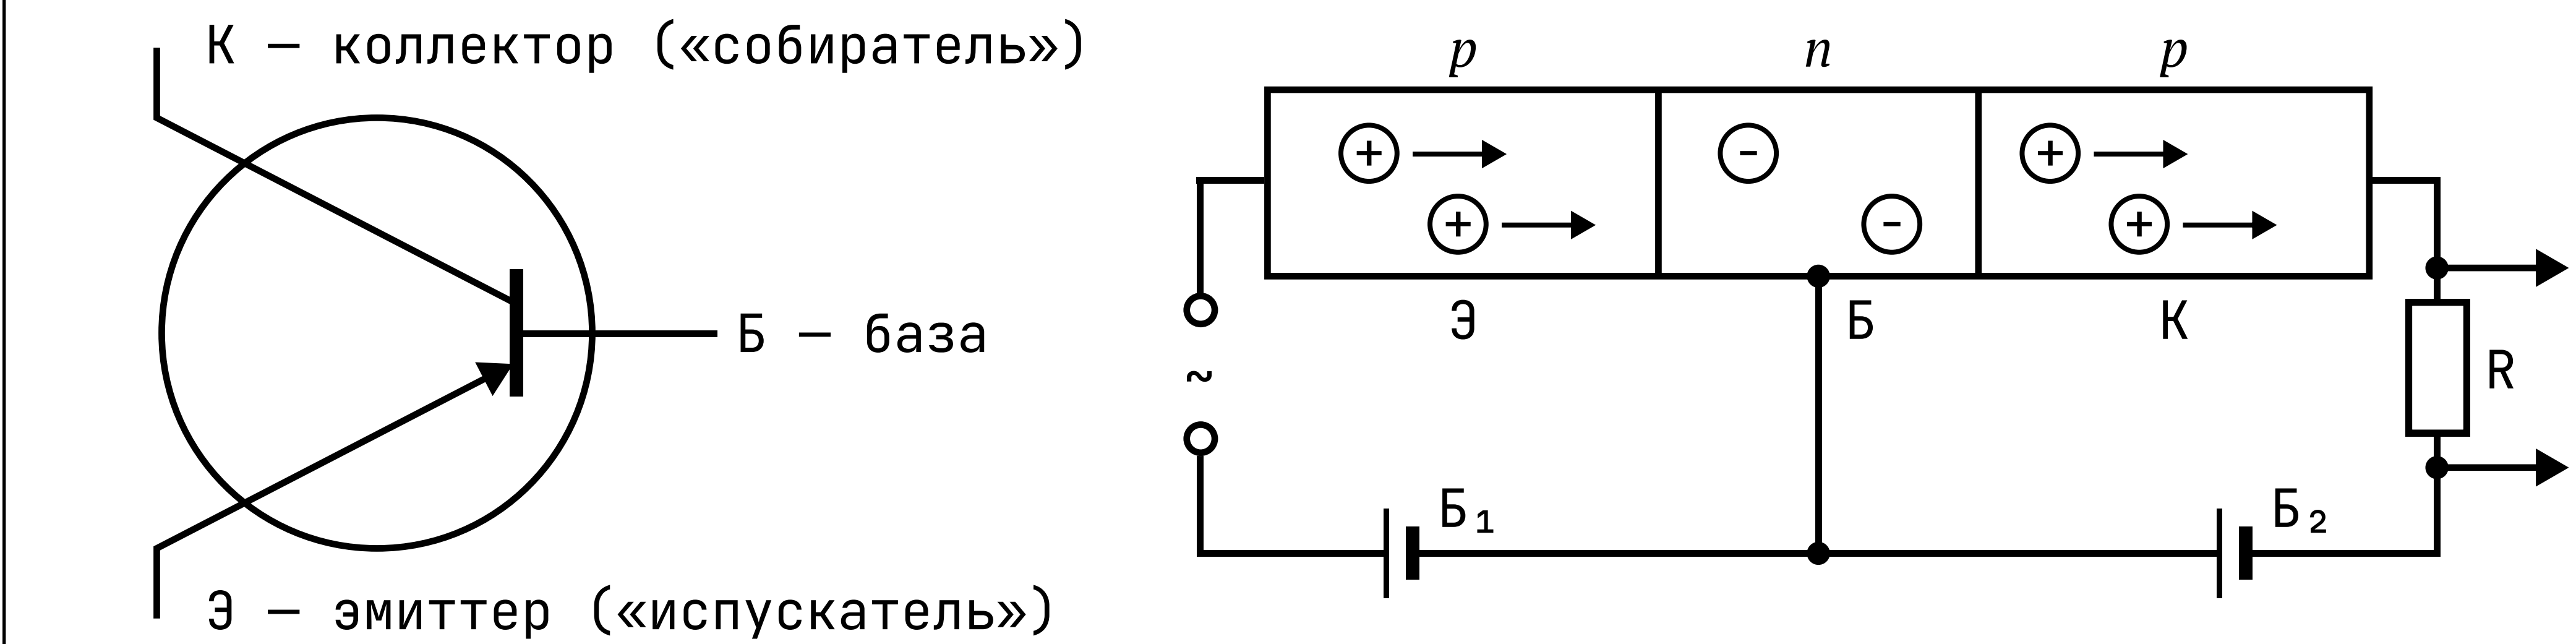 К — коллектор («собиратель»)
Б — база
Э — эмиттер («испускатель»)
p n p
+ - +
+ - +
Э Б К
R
~
Б₁ Б₂